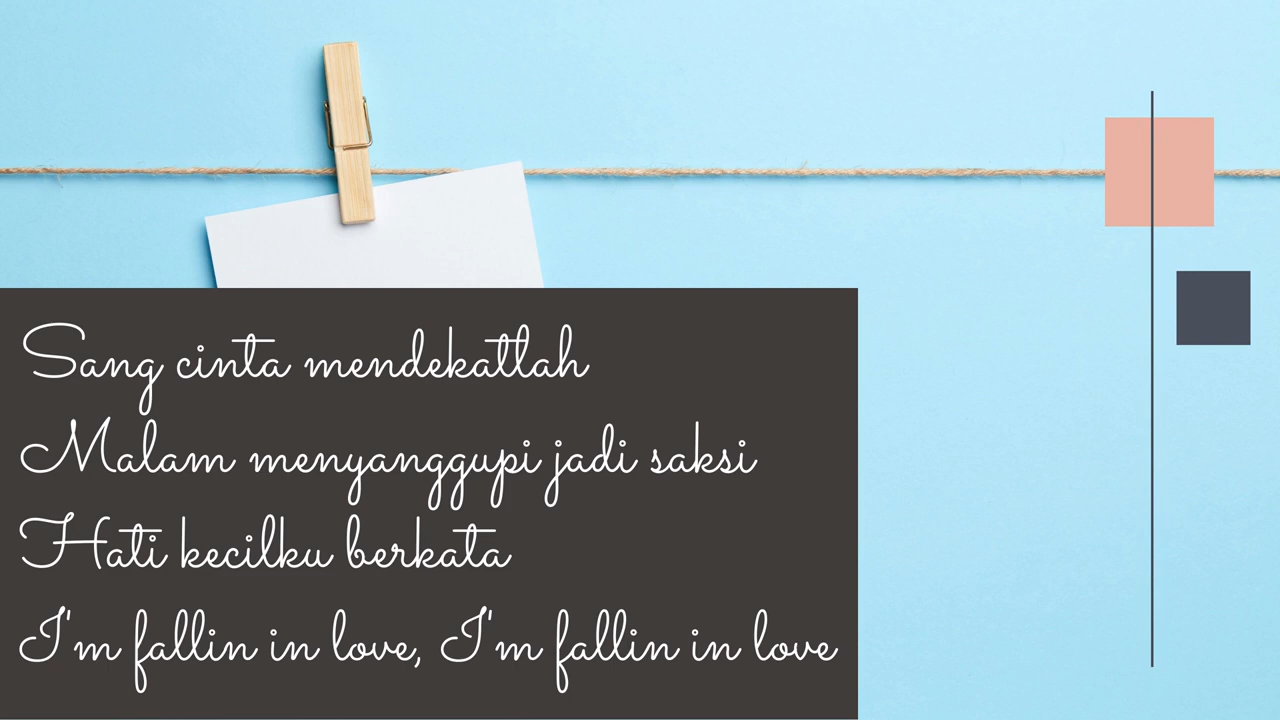 Sang cinta mendekatlah
Malam menyanggupi jadi saksi
Hati kecilku berkata
I'm fallin in love, I'm fallin in love